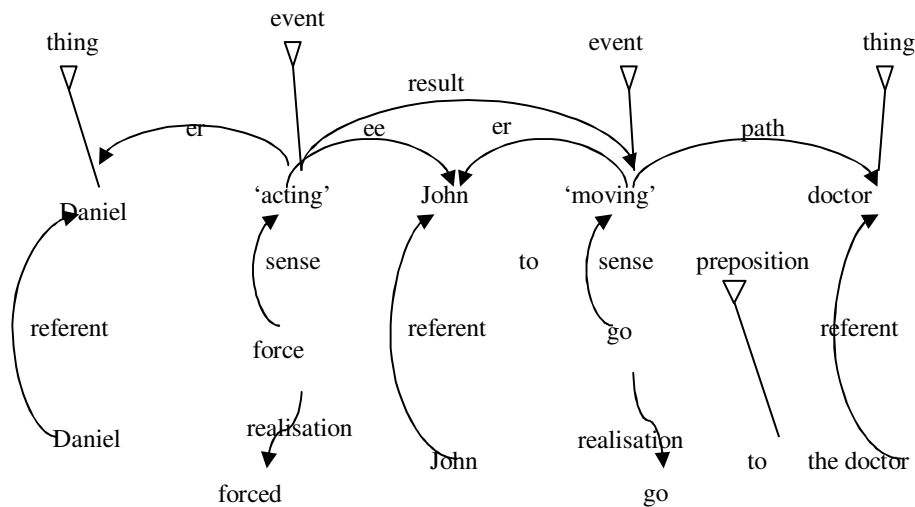 event
thing event thing
result
er ee er path
Daniel ‘acting’ John ‘moving’ doctor
sense to sense preposition
referent referent go referent
force
realisation
Daniel realisation
John to the doctor
forced go